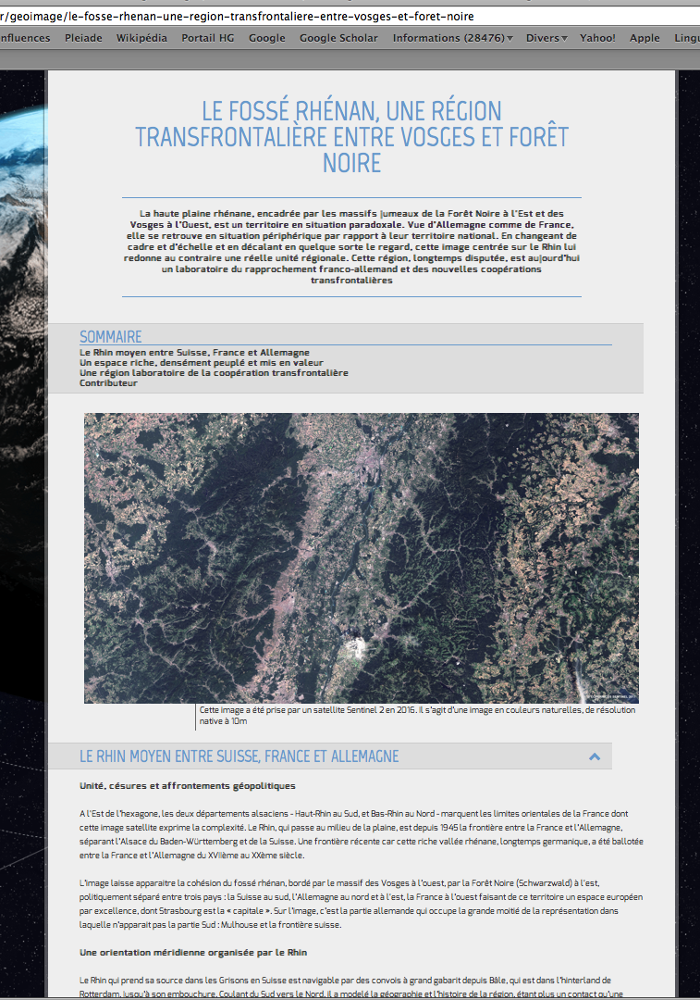 r/geoimage/le-fosse-rhenan-une-region-transfrontaliere-entre-vosges-et-foret-noire
nfluences Pleiade Wikipédia Portail HG Google Google Scholar Informations (28476) Divers Yahoo! Apple Lingu
LE FOSSÉ RHÉNAN, UNE RÉGION
TRANSFRONTALIÈRE ENTRE VOSGES ET FORÊT
NOIRE
La haute plaine rhénane, encadrée par les massifs jumeaux de la Forêt Noire à l'Est et des
Vosges à l'Ouest, est un territoire en situation paradoxale. Vue d'Allemagne comme de France,
elle se retrouve en situation périphérique par rapport à leur territoire national. En changeant de
cadre et d'échelle et en décalant en quelque sorte le regard, cette image centrée sur le Rhin lui
redonne au contraire une réelle unité régionale. Cette région, longtemps disputée, est aujourd'hui
un laboratoire du rapprochement franco-allemand et des nouvelles coopérations
transfrontalières
SOMMAIRE
Le Rhin moyen entre Suisse, France et Allemagne
Un espace riche, densément peuplé et mis en valeur
Une région laboratoire de la coopération transfrontalière
Contributeur
Cette image a été prise par un satellite Sentinel 2 en 2016. Il s'agit d'une image en couleurs naturelles, de résolution
native à 10m
LE RHIN MOYEN ENTRE SUISSE, FRANCE ET ALLEMAGNE
Unité, césures et affrontements géopolitiques
A l'Est de l'hexagone, les deux départements alsaciens - Haut-Rhin au Sud, et Bas-Rhin au Nord - marquent les limites orientales de la France dont
cette image satellite exprime la complexité. Le Rhin, qui passe au milieu de la plaine, est depuis 1945 la frontière entre la France et l'Allemagne,
séparant l'Alsace du Baden-Württemberg et de la Suisse. Une frontière récente car cette riche vallée rhénane, longtemps germanique, a été ballotée
entre la France et l'Allemagne du XVIIème au XXème siècle.
L'image laisse apparaitre la cohésion du fossé rhénan, bordé par le massif des Vosges à l'ouest, par la Forêt Noire (Schwarzwald) à l'est,
politiquement séparé entre trois pays : la Suisse au sud, l'Allemagne au nord et à l'est, la France à l'ouest faisant de ce territoire un espace européen
par excellence, dont Strasbourg est la « capitale ». Sur l'image, c'est la partie allemande qui occupe la grande moitié de la représentation dans
laquelle n'apparait pas la partie Sud : Mulhouse et la frontière suisse.
Une orientation méridienne organisée par le Rhin
Le Rhin qui prend sa source dans les Grisons en Suisse est navigable par des convois à grand gabarit depuis Bâle, qui est dans l'hinterland de
Rotterdam, jusqu'à son embouchure. Coulant du Sud vers le Nord, il a modelé la géographie et l'histoire de la région, étant plus un contact qu'une